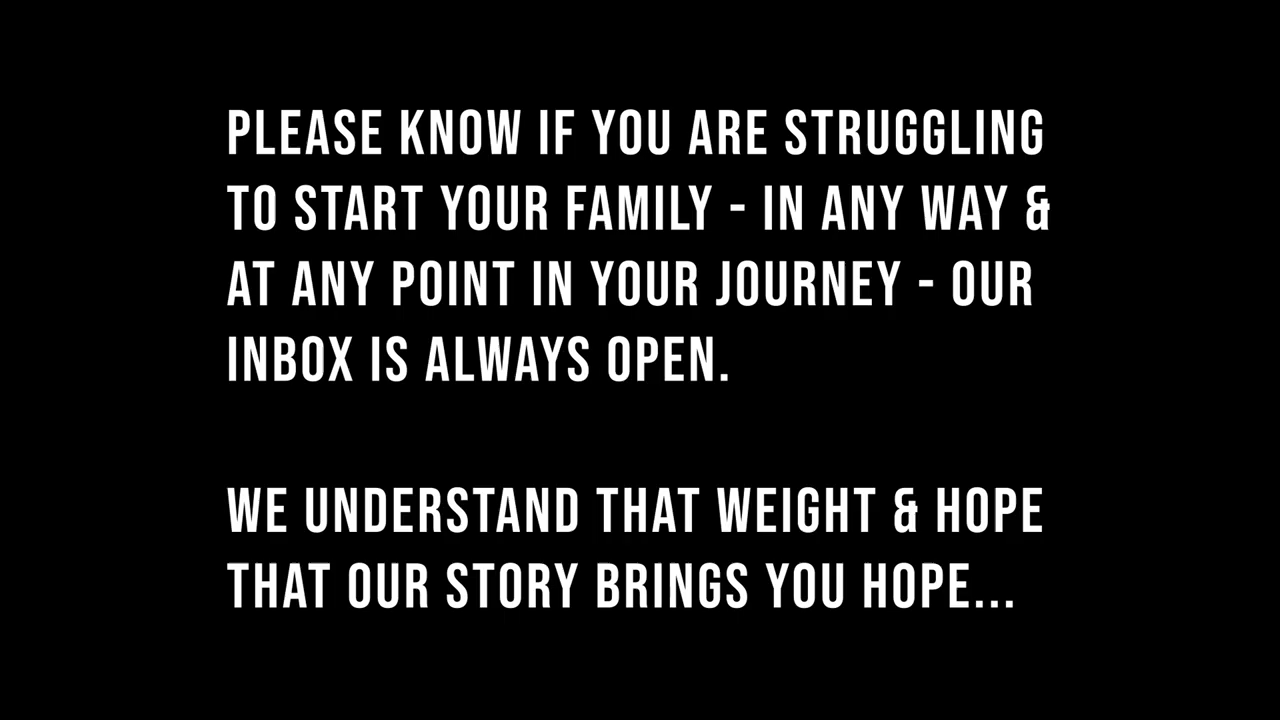 PLEASE KNOW IF YOU ARE STRUGGLING
TO START YOUR FAMILY - IN ANY WAY &
AT ANY POINT IN YOUR JOURNEY - OUR
INBOX IS ALWAYS OPEN.
WE UNDERSTAND THAT WEIGHT & HOPE
THAT OUR STORY BRINGS YOU HOPE...